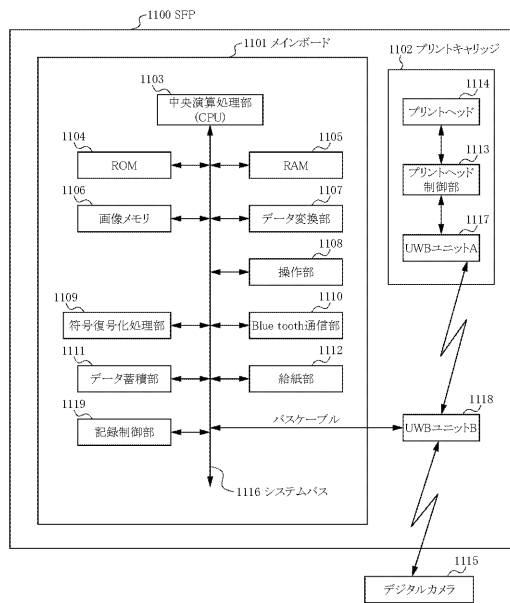 1100 SFP
1101 メインボード
1102 プリントキャリッジ
1103
中央演算処理部
(CPU)
1114
プリントヘッド
1104
ROM
1105
RAM
1113
プリントヘッド
制御部
1106
画像メモリ
1107
データ変換部
1117
UWBユニットA
1108
操作部
1109
符号復号化処理部
1110
Blue tooth通信部
1111
データ蓄積部
1112
給紙部
1119
記録制御部
バスケーブル
1118
UWBユニットB
1116 システムバス
1115
デジタルカメラ